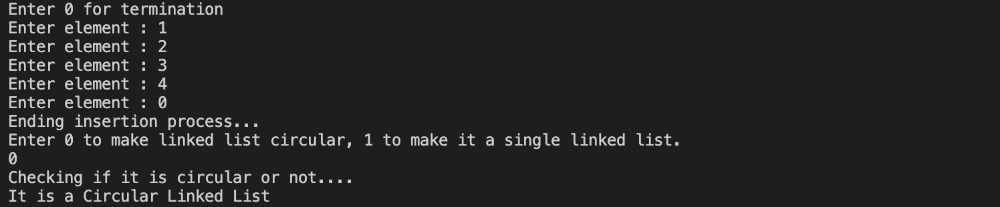 Enter 0 for termination
Enter element : 1
Enter element : 2
Enter element : 3
Enter element : 4
Enter element : 0
Ending insertion process...
Enter 0 to make linked list circular, 1 to make it a single linked list.
0
Checking if it is circular or not....
It is a Circular Linked List